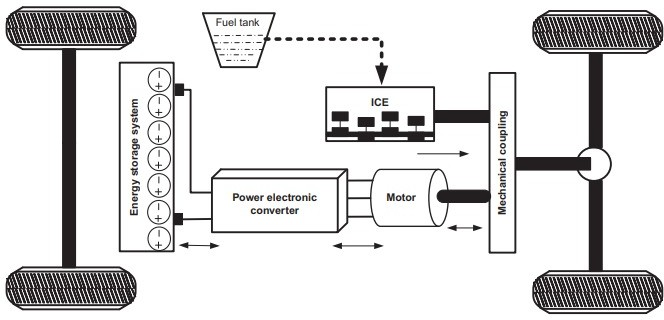 Fuel tank
ICE
Energy storage system
Power electronic
converter
Motor
Mechanical coupling